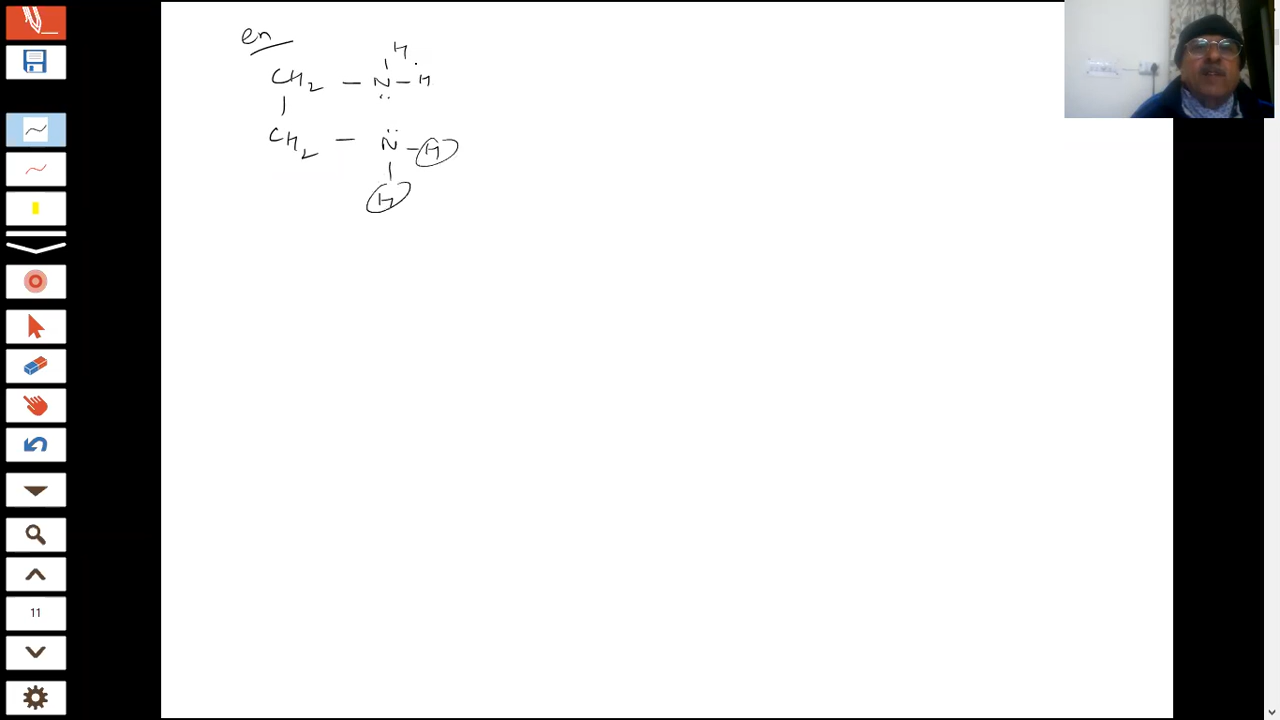 en
H
CH2 — N̈ — H
|
CH2 — N̈ — H
|
H
11